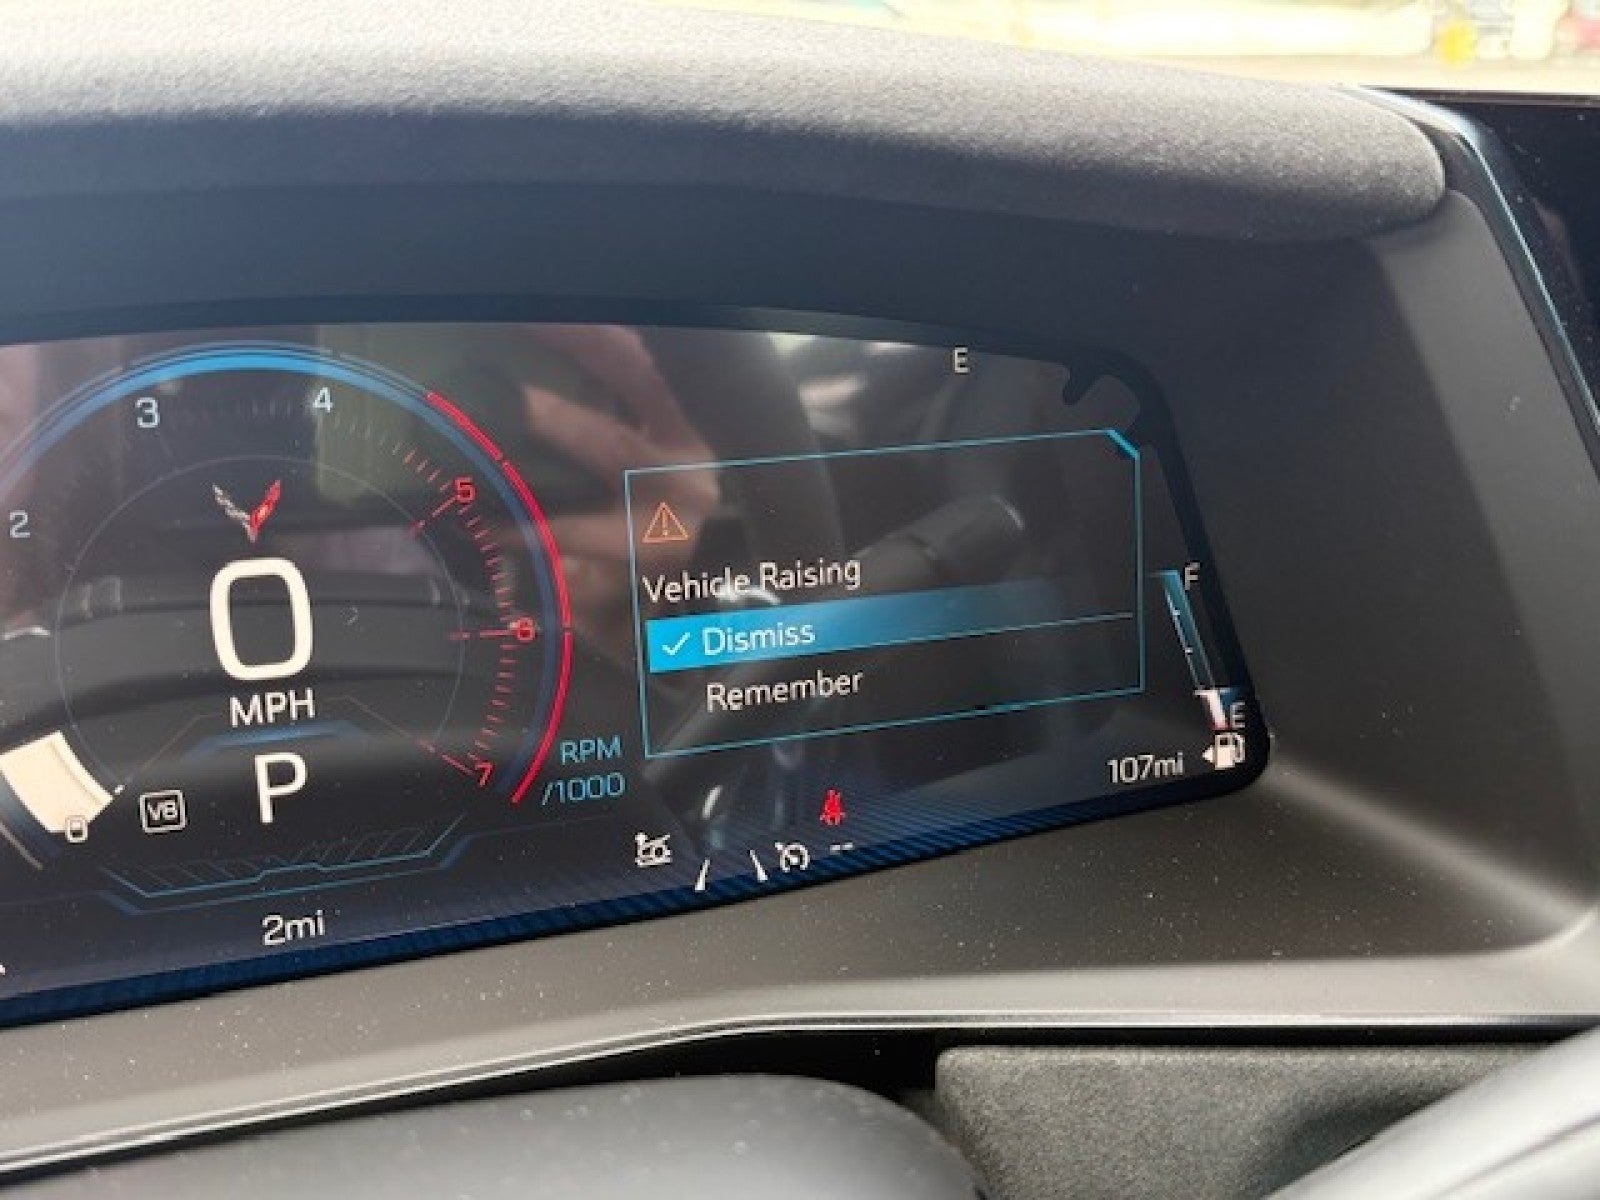 E
3
4
2
5
Vehicle Raising
F
0
Dismiss
6
MPH
Remember
E
RPM
7
/1000
P
107mi
V8
2mi